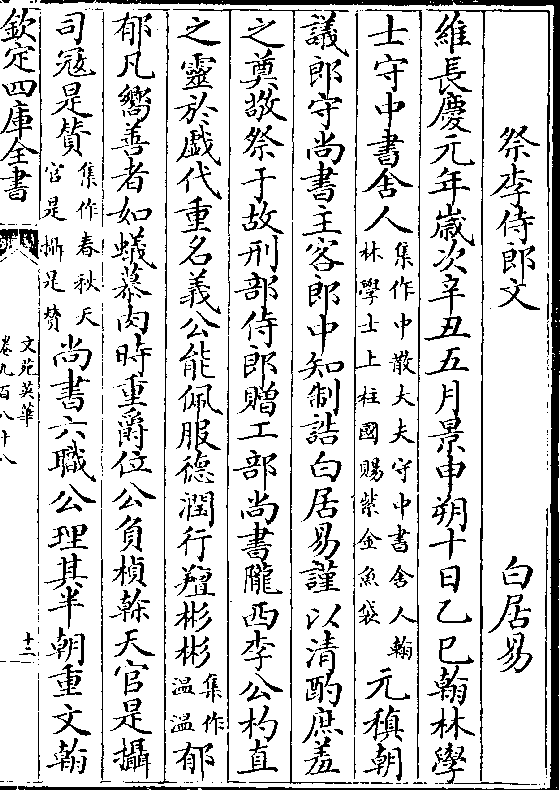 祭李侍郎文　白居易
維長慶元年嵗次辛丑五月景申朔十日乙巳翰林學
士守中書舍人集作中散大夫守中書舍人翰林學士上柱國賜紫金魚袋元稹朝
議郎守尚書主客郎中知制誥白居易謹以清酌庶羞
之奠敬祭于故刑部侍郎贈工部尚書隴西李公杓直
之靈於戯代重名義公能佩服徳潤行羶彬彬集作温温郁
郁凡嚮善者如蟻慕肉時重爵位公負楨榦天官是攝
司冦是賛集作春秋天官是攝是賛尚書六職公理其半朝重文翰
欽定四庫全書
文苑英華
卷九百八十八
十三